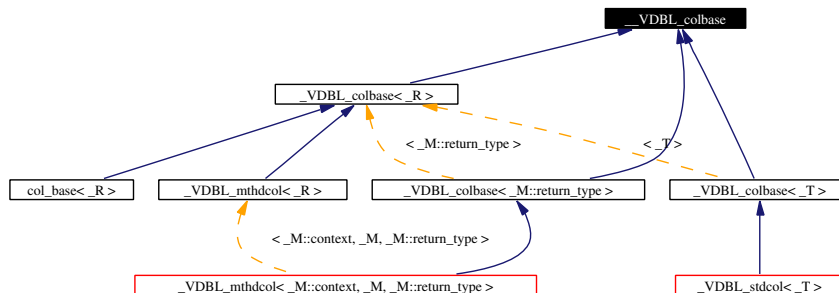 __VDBL_colbase
_VDBL_colbase< _R >
< _M::return_type >
< _T >
col_base< _R >
_VDBL_mthdcol< _R >
_VDBL_colbase< _M::return_type >
_VDBL_colbase< _T >
< _M::context, _M, _M::return_type >
_VDBL_mthdcol< _M::context, _M, _M::return_type >
_VDBL_stdcol< _T >